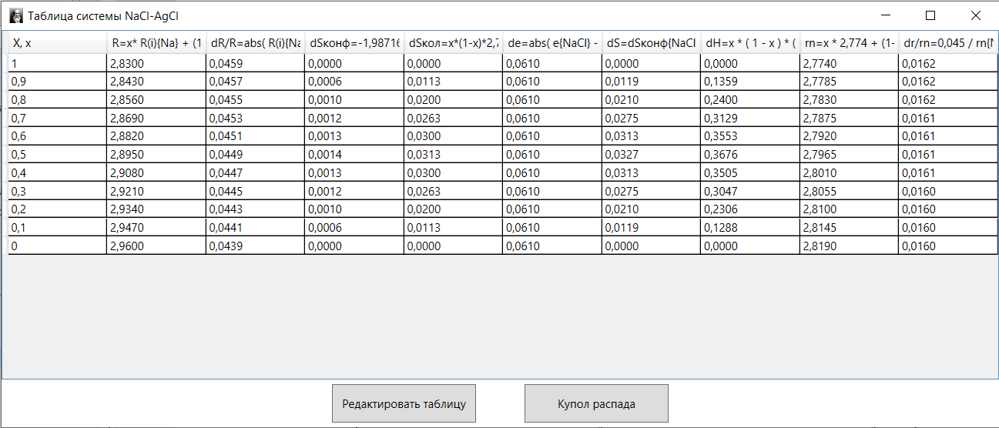 Таблица системы NaCl-AgCl
X, x R=x* R(i){Na} + (1 dR/R=abs( R(i){Na dSконф=-1,98716 dSкол=x*(1-x)*2,7 de=abs( e{NaCl} - dS=dSконф{NaCl dH=x * ( 1 - x ) * ( rn=x * 2,774 + (1- dr/rn=0,045 / rn{N
1 2,8300 0,0459 0,0000 0,0000 0,0610 0,0000 0,0000 2,7740 0,0162
0,9 2,8430 0,0457 0,0006 0,0113 0,0610 0,0119 0,1359 2,7785 0,0162
0,8 2,8560 0,0455 0,0010 0,0200 0,0610 0,0210 0,2400 2,7830 0,0162
0,7 2,8690 0,0453 0,0012 0,0263 0,0610 0,0275 0,3129 2,7875 0,0161
0,6 2,8820 0,0451 0,0013 0,0300 0,0610 0,0313 0,3553 2,7920 0,0161
0,5 2,8950 0,0449 0,0014 0,0313 0,0610 0,0327 0,3676 2,7965 0,0161
0,4 2,9080 0,0447 0,0013 0,0300 0,0610 0,0313 0,3505 2,8010 0,0161
0,3 2,9210 0,0445 0,0012 0,0263 0,0610 0,0275 0,3047 2,8055 0,0160
0,2 2,9340 0,0443 0,0010 0,0200 0,0610 0,0210 0,2306 2,8100 0,0160
0,1 2,9470 0,0441 0,0006 0,0113 0,0610 0,0119 0,1288 2,8145 0,0160
0 2,9600 0,0439 0,0000 0,0000 0,0610 0,0000 0,0000 2,8190 0,0160
Редактировать таблицу Купол распада